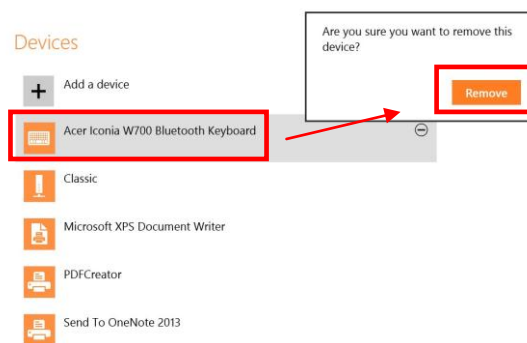 Devices
Add a device
Acer Iconia W700 Bluetooth Keyboard
Classic
Microsoft XPS Document Writer
PDFCreator
Send To OneNote 2013
Are you sure you want to remove this
device?
Remove